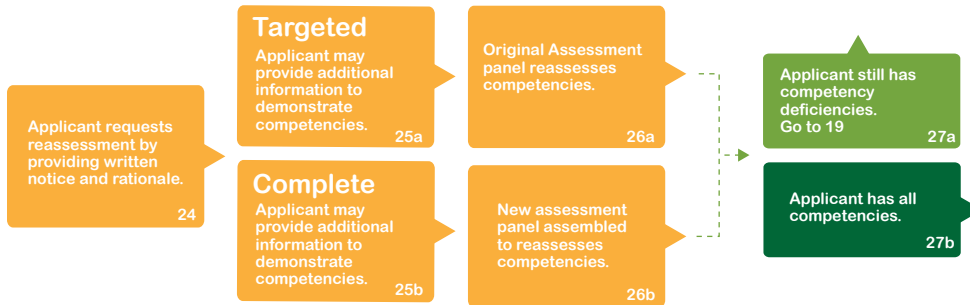 Applicant requests
reassessment by
providing written
notice and rationale.
24
Targeted
Applicant may
provide additional
information to
demonstrate
competencies.
25a
Original Assessment
panel reassesses
competencies.
26a
Complete
Applicant may
provide additional
information to
demonstrate
competencies.
25b
New assessment
panel assembled
to reassesses
competencies.
26b
Applicant still has
competency
deficiencies.
Go to 19
27a
Applicant has all
competencies.
27b